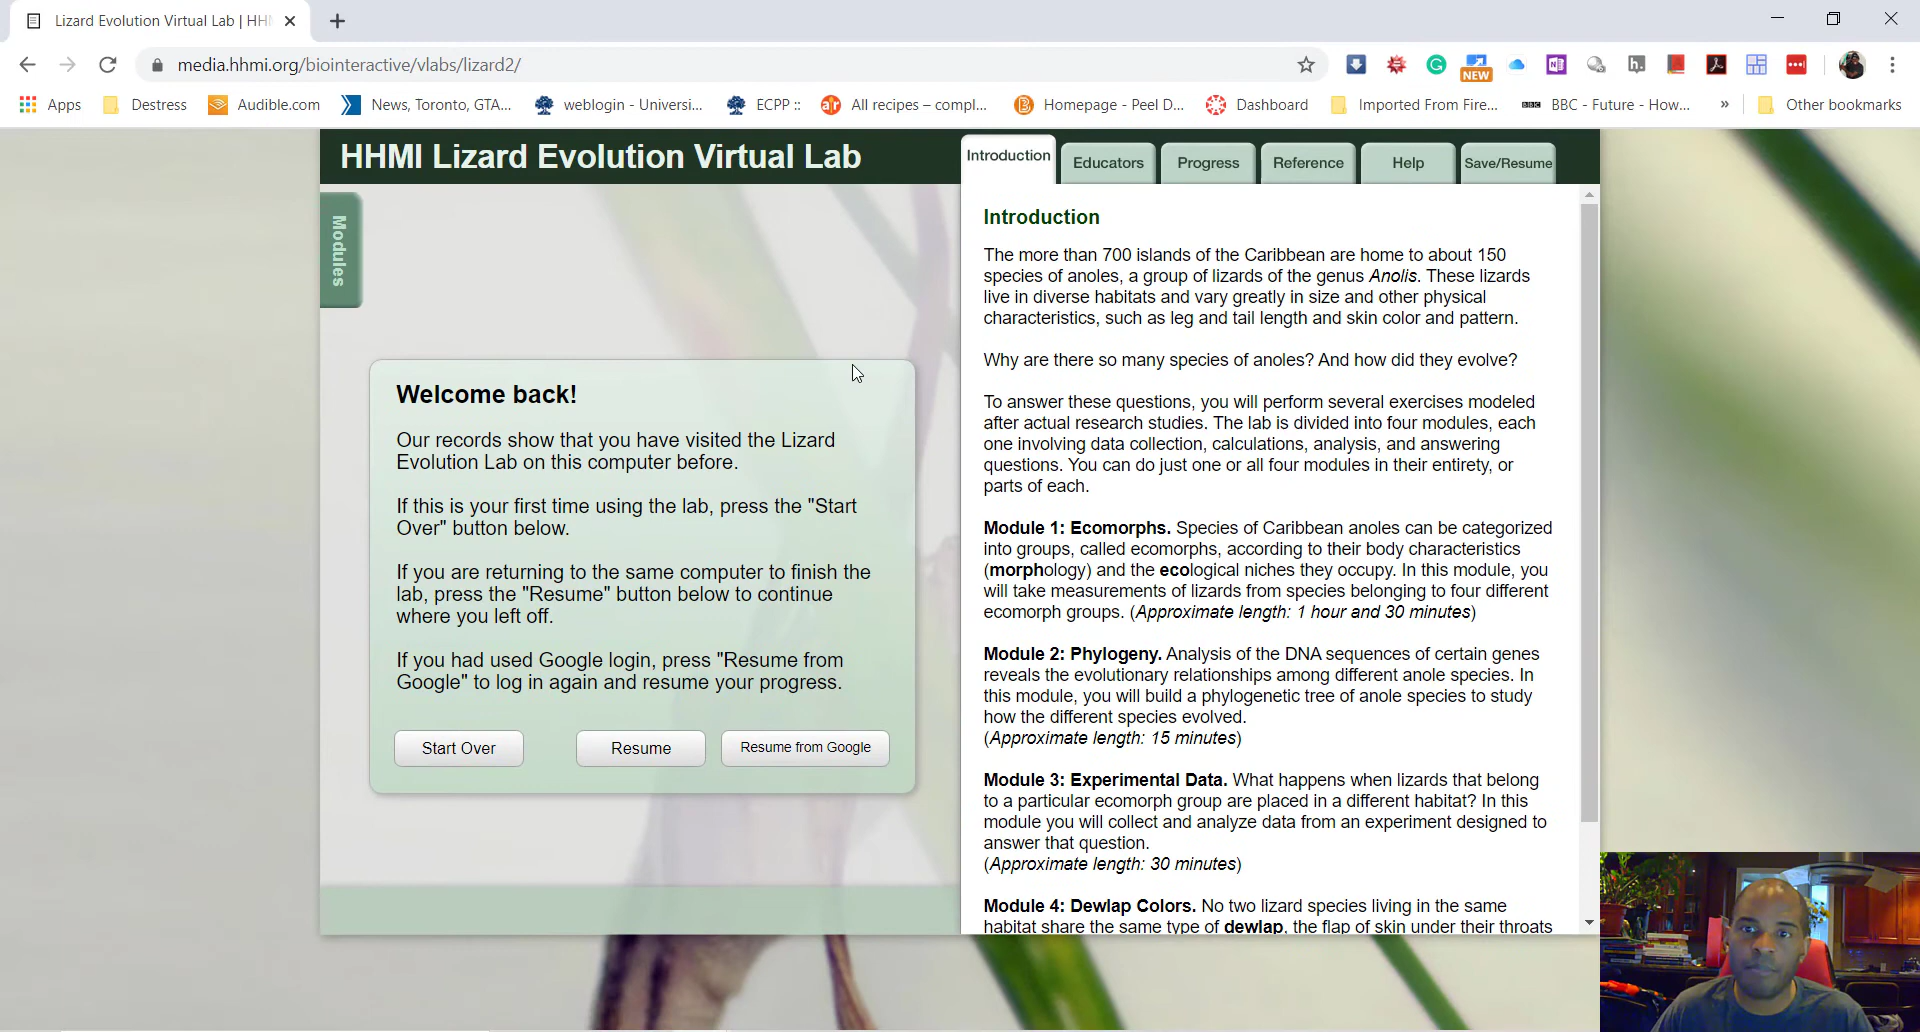 Lizard Evolution Virtual Lab | HH
media.hhmi.org/biointeractive/vlabs/lizard2/
NEW
h.
Apps
Destress
Audible.com
News, Toronto, GTA...
weblogin - Universi...
ECPP ::
ar
All recipes – compl...
Homepage - Peel D...
Dashboard
Imported From Fire...
BBC
BBC - Future - How...
»
Other bookmarks
HHMI Lizard Evolution Virtual Lab
Introduction
Educators
Progress
Reference
Help
Save/Resume
Modules
Welcome back!
Our records show that you have visited the Lizard
Evolution Lab on this computer before.
If this is your first time using the lab, press the "Start
Over" button below.
If you are returning to the same computer to finish the
lab, press the "Resume" button below to continue
where you left off.
If you had used Google login, press "Resume from
Google" to log in again and resume your progress.
Start Over
Resume
Resume from Google
Introduction
The more than 700 islands of the Caribbean are home to about 150
species of anoles, a group of lizards of the genus Anolis. These lizards
live in diverse habitats and vary greatly in size and other physical
characteristics, such as leg and tail length and skin color and pattern.
Why are there so many species of anoles? And how did they evolve?
To answer these questions, you will perform several exercises modeled
after actual research studies. The lab is divided into four modules, each
one involving data collection, calculations, analysis, and answering
questions. You can do just one or all four modules in their entirety, or
parts of each.
Module 1: Ecomorphs. Species of Caribbean anoles can be categorized
into groups, called ecomorphs, according to their body characteristics
(morphology) and the ecological niches they occupy. In this module, you
will take measurements of lizards from species belonging to four different
ecomorph groups. (Approximate length: 1 hour and 30 minutes)
Module 2: Phylogeny. Analysis of the DNA sequences of certain genes
reveals the evolutionary relationships among different anole species. In
this module, you will build a phylogenetic tree of anole species to study
how the different species evolved.
(Approximate length: 15 minutes)
Module 3: Experimental Data. What happens when lizards that belong
to a particular ecomorph group are placed in a different habitat? In this
module you will collect and analyze data from an experiment designed to
answer that question.
(Approximate length: 30 minutes)
Module 4: Dewlap Colors. No two lizard species living in the same
habitat share the same type of dewlap, the flap of skin under their throats